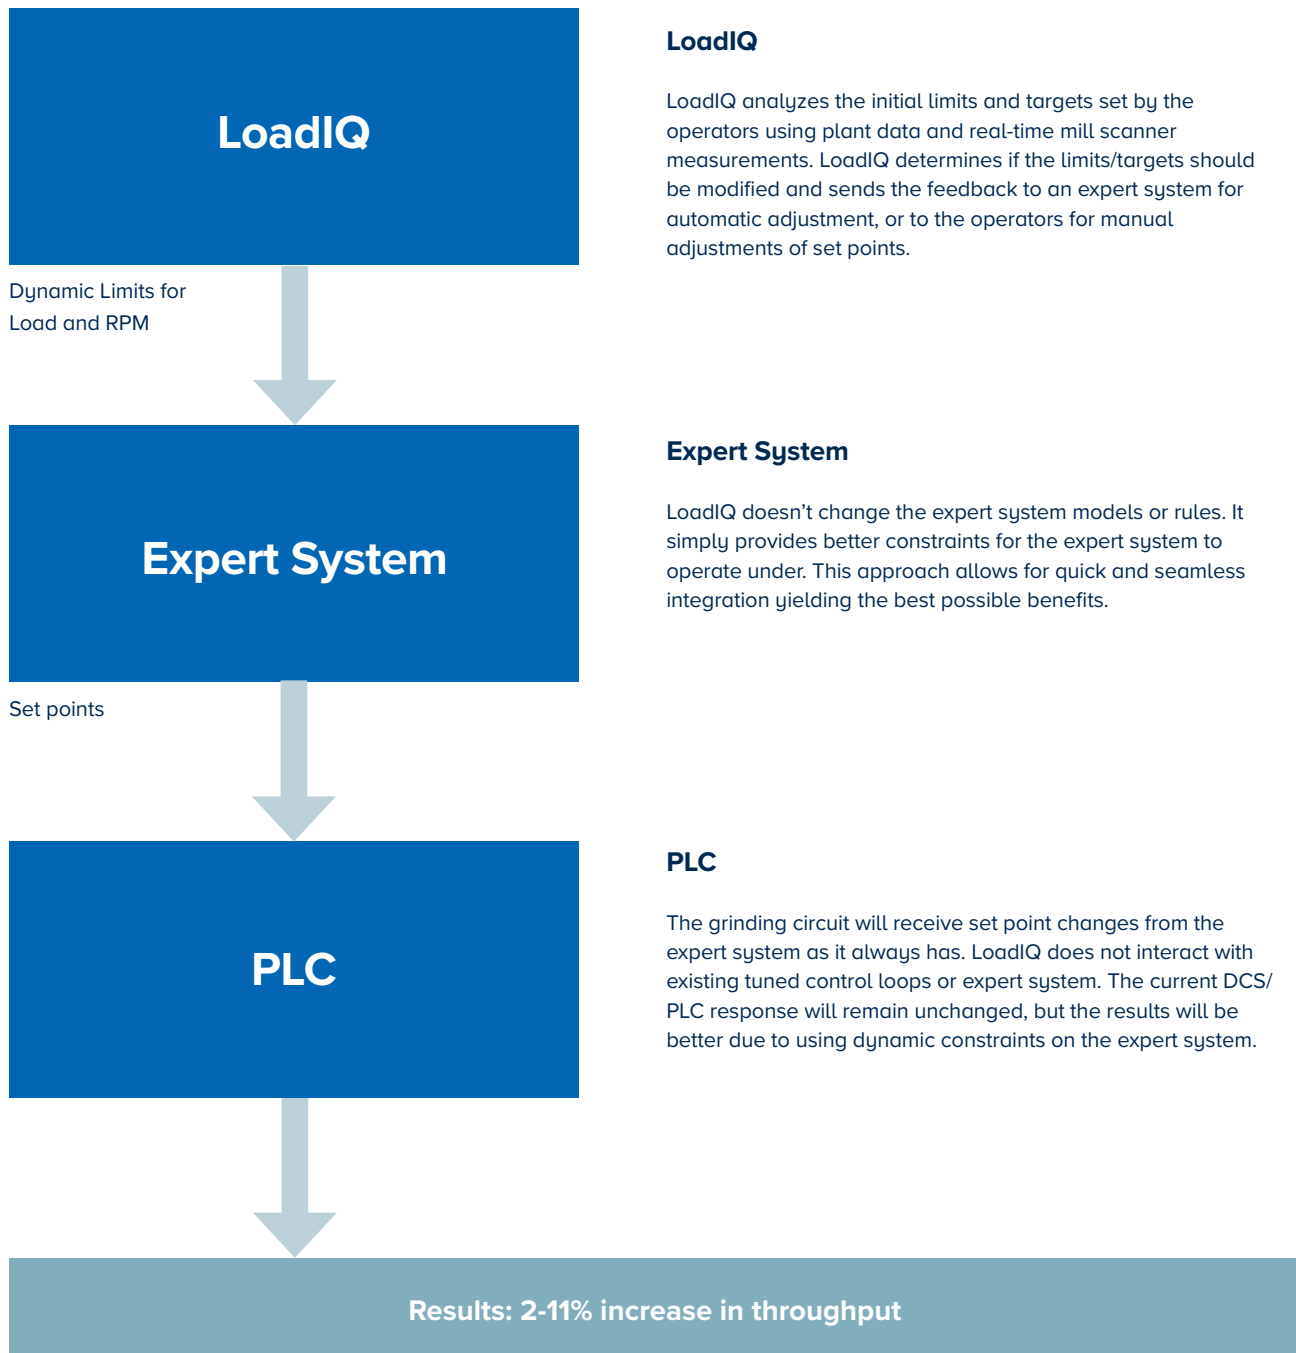 LoadIQ
LoadIQ
LoadIQ analyzes the initial limits and targets set by the
operators using plant data and real-time mill scanner
measurements. LoadIQ determines if the limits/targets should
be modified and sends the feedback to an expert system for
automatic adjustment, or to the operators for manual
adjustments of set points.
Dynamic Limits for
Load and RPM
Expert System
Expert System
LoadIQ doesn’t change the expert system models or rules. It
simply provides better constraints for the expert system to
operate under. This approach allows for quick and seamless
integration yielding the best possible benefits.
Set points
PLC
PLC
The grinding circuit will receive set point changes from the
expert system as it always has. LoadIQ does not interact with
existing tuned control loops or expert system. The current DCS/
PLC response will remain unchanged, but the results will be
better due to using dynamic constraints on the expert system.
Results: 2-11% increase in throughput